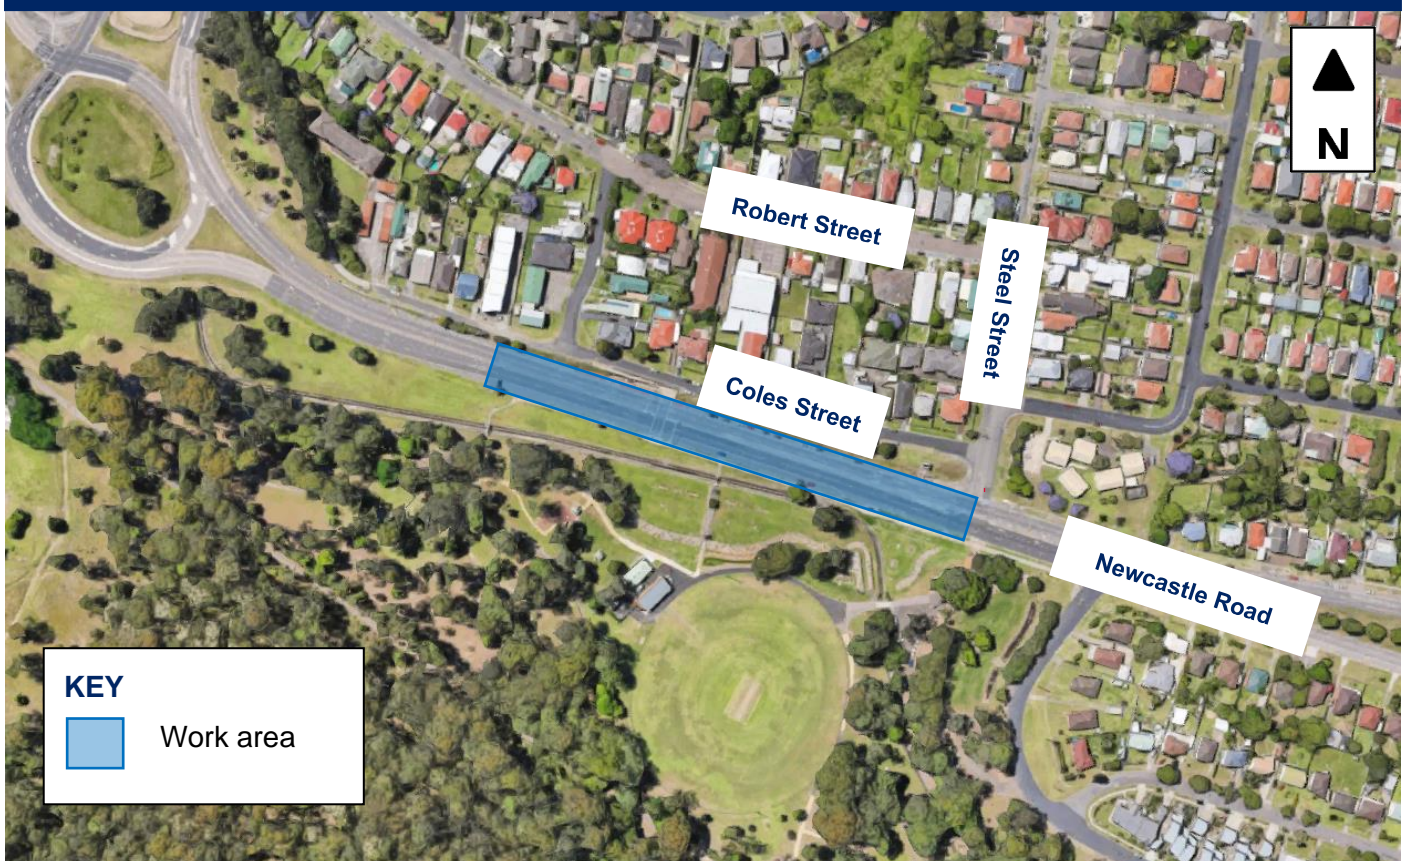 N
Robert Street
Steel Street
Coles Street
Newcastle Road
KEY
Work area